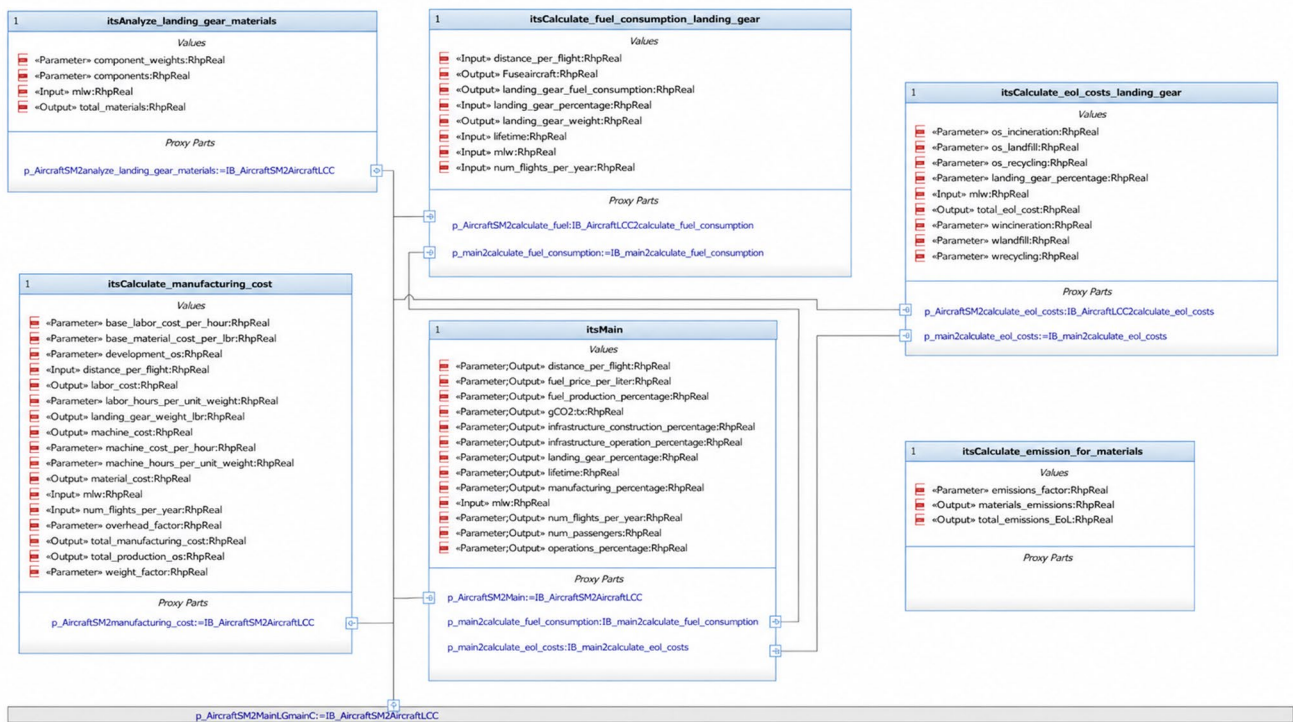 1
itsAnalyze_landing_gear_materials
Values
«Parameter» component_weights:RhpReal
«Parameter» components:RhpReal
«Input» mlw:RhpReal
«Output» total_materials:RhpReal
Proxy Parts
p_AircraftSM2analyze_landing_gear_materials:=IB_AircraftSM2AircraftLCC
1
itsCalculate_fuel_consumption_landing_gear
Values
«Input» distance_per_flight:RhpReal
«Output» Fuseaircraft:RhpReal
«Output» landing_gear_fuel_consumption:RhpReal
«Input» landing_gear_percentage:RhpReal
«Output» landing_gear_weight:RhpReal
«Input» lifetime:RhpReal
«Input» mlw:RhpReal
«Input» num_flights_per_year:RhpReal
Proxy Parts
p_AircraftSM2calculate_fuel:IB_AircraftLCC2calculate_fuel_consumption
p_main2calculate_fuel_consumption:=IB_main2calculate_fuel_consumption
1
itsCalculate_eol_costs_landing_gear
Values
«Parameter» os_incineration:RhpReal
«Parameter» os_landfill:RhpReal
«Parameter» os_recycling:RhpReal
«Parameter» landing_gear_percentage:RhpReal
«Input» mlw:RhpReal
«Output» total_eol_cost:RhpReal
«Parameter» wincineration:RhpReal
«Parameter» wlandfill:RhpReal
«Parameter» wrecycling:RhpReal
Proxy Parts
p_AircraftSM2calculate_eol_costs:IB_AircraftLCC2calculate_eol_costs
p_main2calculate_eol_costs:=IB_main2calculate_eol_costs
1
itsCalculate_manufacturing_cost
Values
«Parameter» base_labor_cost_per_hour:RhpReal
«Parameter» base_material_cost_per_lbr:RhpReal
«Parameter» development_os:RhpReal
«Input» distance_per_flight:RhpReal
«Output» labor_cost:RhpReal
«Parameter» labor_hours_per_unit_weight:RhpReal
«Output» landing_gear_weight_lbr:RhpReal
«Output» machine_cost:RhpReal
«Parameter» machine_cost_per_hour:RhpReal
«Parameter» machine_hours_per_unit_weight:RhpReal
«Output» material_cost:RhpReal
«Input» mlw:RhpReal
«Input» num_flights_per_year:RhpReal
«Parameter» overhead_factor:RhpReal
«Output» total_manufacturing_cost:RhpReal
«Output» total_production_os:RhpReal
«Parameter» weight_factor:RhpReal
Proxy Parts
p_AircraftSM2manufacturing_cost:=IB_AircraftSM2AircraftLCC
1
itsMain
Values
«Parameter;Output» distance_per_flight:RhpReal
«Parameter;Output» fuel_price_per_liter:RhpReal
«Parameter;Output» fuel_production_percentage:RhpReal
«Parameter;Output» gCO2:tx:RhpReal
«Parameter;Output» infrastructure_construction_percentage:RhpReal
«Parameter;Output» infrastructure_operation_percentage:RhpReal
«Parameter;Output» landing_gear_percentage:RhpReal
«Parameter;Output» lifetime:RhpReal
«Parameter;Output» manufacturing_percentage:RhpReal
«Input» mlw:RhpReal
«Parameter;Output» num_flights_per_year:RhpReal
«Parameter;Output» num_passengers:RhpReal
«Parameter;Output» operations_percentage:RhpReal
Proxy Parts
p_AircraftSM2Main:=IB_AircraftSM2AircraftLCC
p_main2calculate_fuel_consumption:IB_main2calculate_fuel_consumption
p_main2calculate_eol_costs:IB_main2calculate_eol_costs
1
itsCalculate_emission_for_materials
Values
«Parameter» emissions_factor:RhpReal
«Output» materials_emissions:RhpReal
«Output» total_emissions_EoL:RhpReal
Proxy Parts
p_AircraftSM2MainLGmainC:=IB_AircraftSM2AircraftLCC